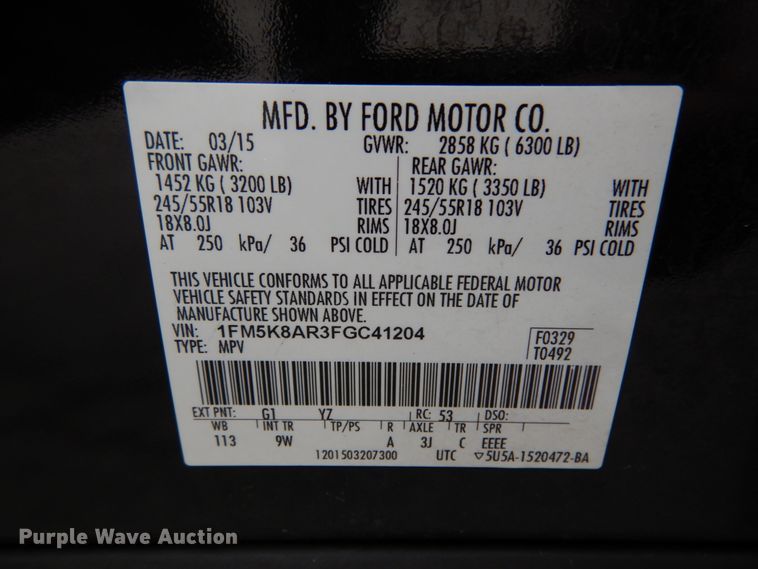 MFD. BY FORD MOTOR CO.
DATE: 03/15 GVWR: 2858 KG ( 6300 LB)
FRONT GAWR: REAR GAWR:
1452 KG ( 3200 LB) WITH 1520 KG ( 3350 LB) WITH
245/55R18 103V TIRES 245/55R18 103V TIRES
18X8.0J RIMS 18X8.0J RIMS
AT 250 kPa/ 36 PSI COLD AT 250 kPa/ 36 PSI COLD
THIS VEHICLE CONFORMS TO ALL APPLICABLE FEDERAL MOTOR
VEHICLE SAFETY STANDARDS IN EFFECT ON THE DATE OF
MANUFACTURE SHOWN ABOVE.
VIN: 1FM5K8AR3FGC41204 F0329
TYPE: MPV T0492
EXT PNT: G1 YZ RC: 53 DSO:
WB INT TR TP/PS R AXLE TR SPR
113 9W A 3J C EEEE
1201503207300 UTC ▽5U5A-1520472-BA
Purple Wave Auction